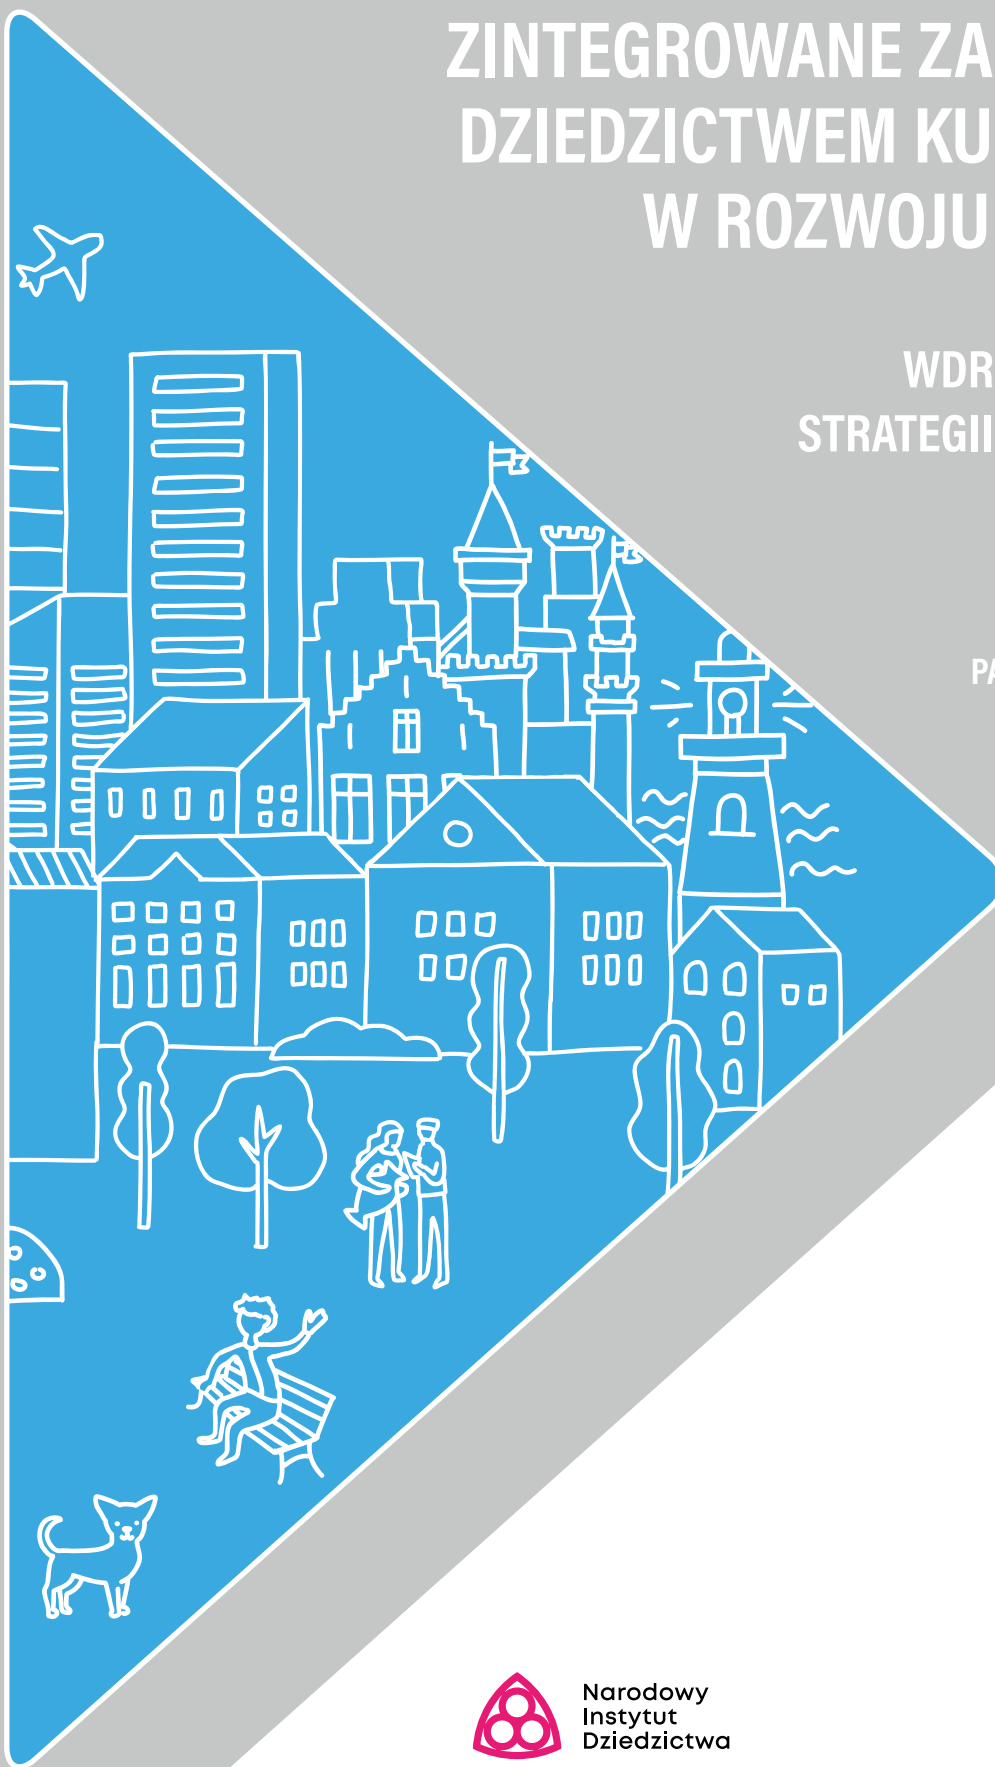 ZINTEGROWANE ZA
DZIEDZICTWEM KU
W ROZWOJU
WDR
STRATEGII
PA
Narodowy
Instytut
Dziedzictwa